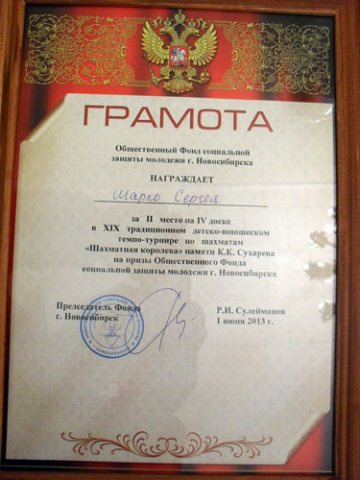 ГРАМОТА
Общественный Фонд социальной
защиты молодежи г. Новосибирска
НАГРАЖДАЕТ
Шарко Сергея
за II место на IV доске
в XIX традиционном детско-юношеском
темпо-турнире по шахматам
«Шахматная королева» памяти К.К. Сухарева
на призы Общественного Фонда
социальной защиты молодежи г. Новосибирска
Председатель Фонда
г. Новосибирск
Р.И. Сулейманов
1 июня 2013 г.